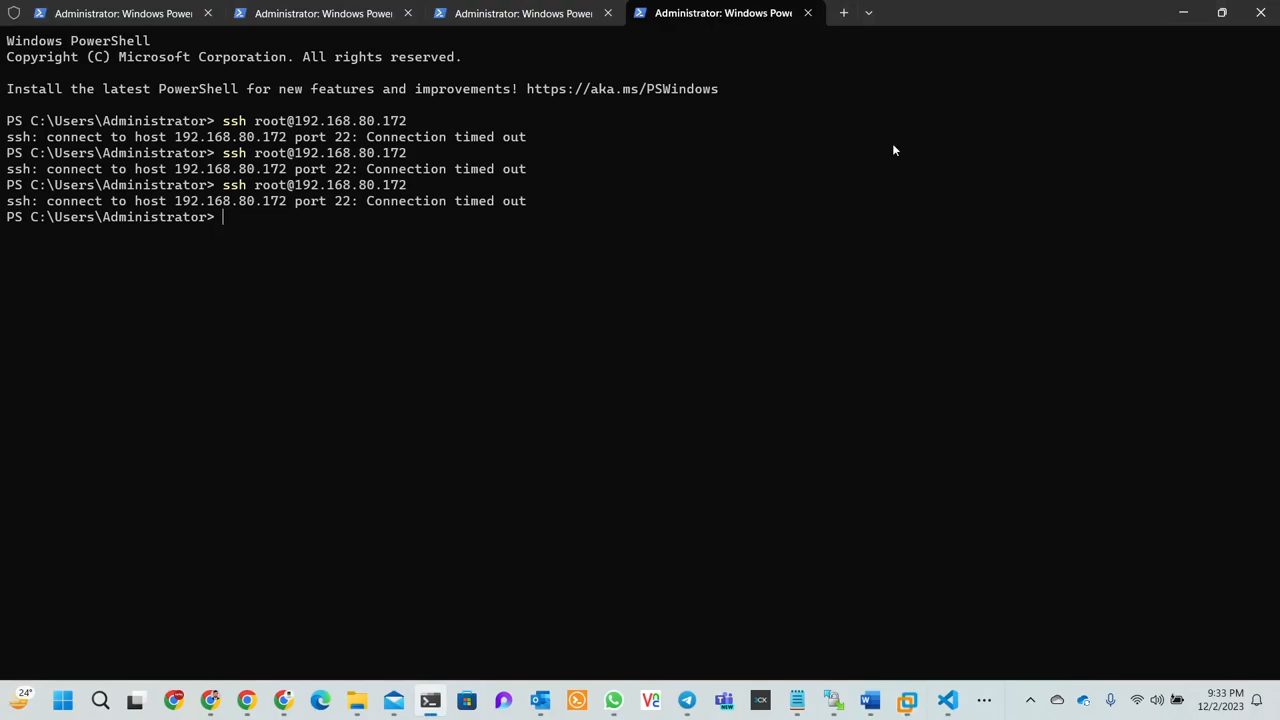 Administrator: Windows Power
Administrator: Windows Power
Administrator: Windows Power
Administrator: Windows Powe
Windows PowerShell
Copyright (C) Microsoft Corporation. All rights reserved.
Install the latest PowerShell for new features and improvements! https://aka.ms/PSWindows
PS C:\Users\Administrator> ssh root@192.168.80.172
ssh: connect to host 192.168.80.172 port 22: Connection timed out
PS C:\Users\Administrator> ssh root@192.168.80.172
ssh: connect to host 192.168.80.172 port 22: Connection timed out
PS C:\Users\Administrator> ssh root@192.168.80.172
ssh: connect to host 192.168.80.172 port 22: Connection timed out
PS C:\Users\Administrator>
24°
NEW
9:33 PM
12/2/2023